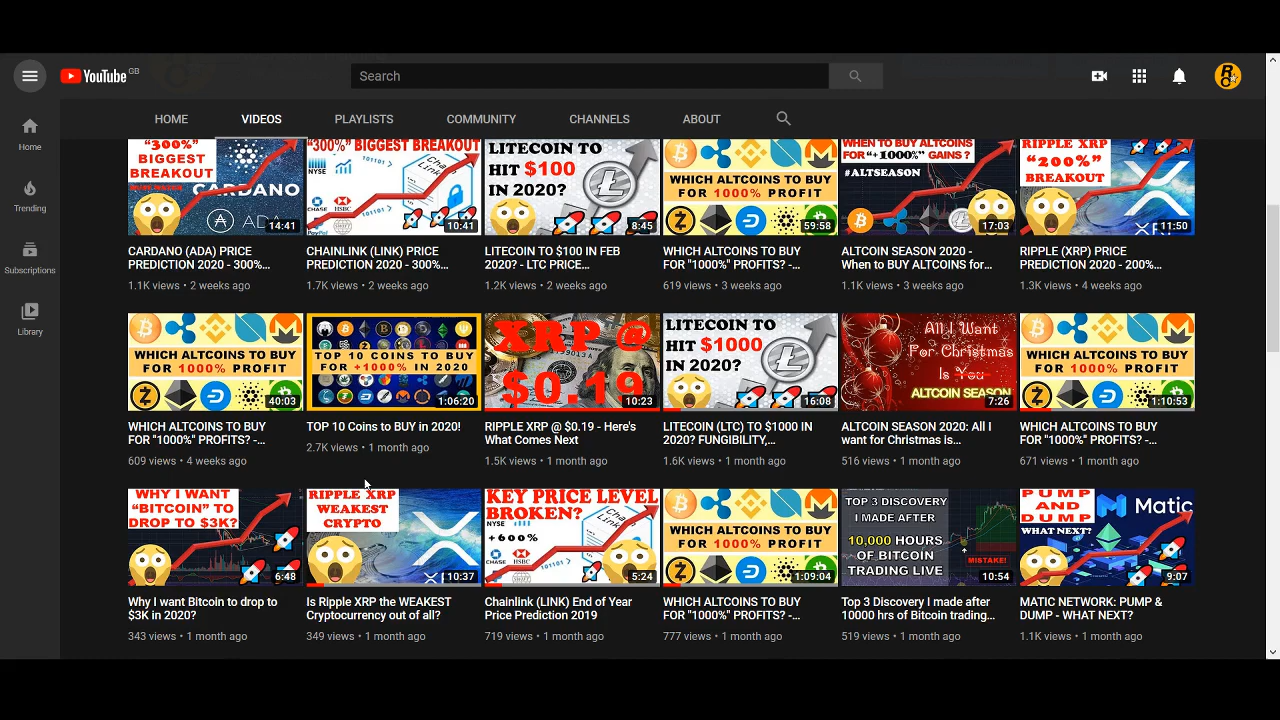 YouTube GB
Search
HOME VIDEOS PLAYLISTS COMMUNITY CHANNELS ABOUT
"300%"
BIGGEST
BREAKOUT
CARDANO
ADA
14:41
"300%" BIGGEST BREAKOUT
NYSE
101101
CHASE
HSBC
PayPal
101101
10:41
LITECOIN TO
HIT $100
IN 2020?
8:45
WHICH ALTCOINS TO BUY
FOR 1000% PROFIT
59:58
WHEN TO BUY ALTCOINS
FOR "+1000%" GAINS ?
#ALTSEASON
17:03
RIPPLE XRP
"200%"
BREAKOUT
11:50
CARDANO (ADA) PRICE
PREDICTION 2020 - 300%...
1.1K views • 2 weeks ago
CHAINLINK (LINK) PRICE
PREDICTION 2020 - 300%...
1.7K views • 2 weeks ago
LITECOIN TO $100 IN FEB
2020? - LTC PRICE...
1.2K views • 2 weeks ago
WHICH ALTCOINS TO BUY
FOR "1000%" PROFITS? -...
619 views • 3 weeks ago
ALTCOIN SEASON 2020 -
When to BUY ALTCOINS for...
1.1K views • 3 weeks ago
RIPPLE (XRP) PRICE
PREDICTION 2020 - 200%...
1.3K views • 4 weeks ago
Home
Trending
Subscriptions
Library
WHICH ALTCOINS TO BUY
FOR 1000% PROFIT
40:03
TOP 10 COINS TO BUY
FOR +1000% IN 2020
1:06:20
XRP @
$0.19
10:23
LITECOIN TO
HIT $1000
IN 2020?
16:08
All I Want
For Christmas
Is You
ALTCOIN SEASON
7:26
WHICH ALTCOINS TO BUY
FOR 1000% PROFIT
1:10:53
WHICH ALTCOINS TO BUY
FOR "1000%" PROFITS? -...
609 views • 4 weeks ago
TOP 10 Coins to BUY in 2020!
2.7K views • 1 month ago
RIPPLE XRP @ $0.19 - Here's
What Comes Next
1.5K views • 1 month ago
LITECOIN (LTC) TO $1000 IN
2020? FUNGIBILITY,...
1.6K views • 1 month ago
ALTCOIN SEASON 2020: All I
want for Christmas is...
516 views • 1 month ago
WHICH ALTCOINS TO BUY
FOR "1000%" PROFITS? -...
671 views • 1 month ago
WHY I WANT
"BITCOIN" TO
DROP TO $3K?
6:48
RIPPLE XRP
WEAKEST
CRYPTO
10:37
KEY PRICE LEVEL
BROKEN?
NYSE
+600%
CHASE
HSBC
101101
5:24
WHICH ALTCOINS TO BUY
FOR 1000% PROFIT
1:09:04
TOP 3 DISCOVERY
I MADE AFTER
10,000 HOURS
OF BITCOIN
TRADING LIVE
MISTAKE!
10:54
PUMP
AND
DUMP
WHAT NEXT?
Matic
9:07
Why I want Bitcoin to drop to
$3K in 2020?
343 views • 1 month ago
Is Ripple XRP the WEAKEST
Cryptocurrency out of all?
349 views • 1 month ago
Chainlink (LINK) End of Year
Price Prediction 2019
719 views • 1 month ago
WHICH ALTCOINS TO BUY
FOR "1000%" PROFITS? -...
777 views • 1 month ago
Top 3 Discovery I made after
10000 hrs of Bitcoin trading...
519 views • 1 month ago
MATIC NETWORK: PUMP &
DUMP - WHAT NEXT?
1.1K views • 1 month ago